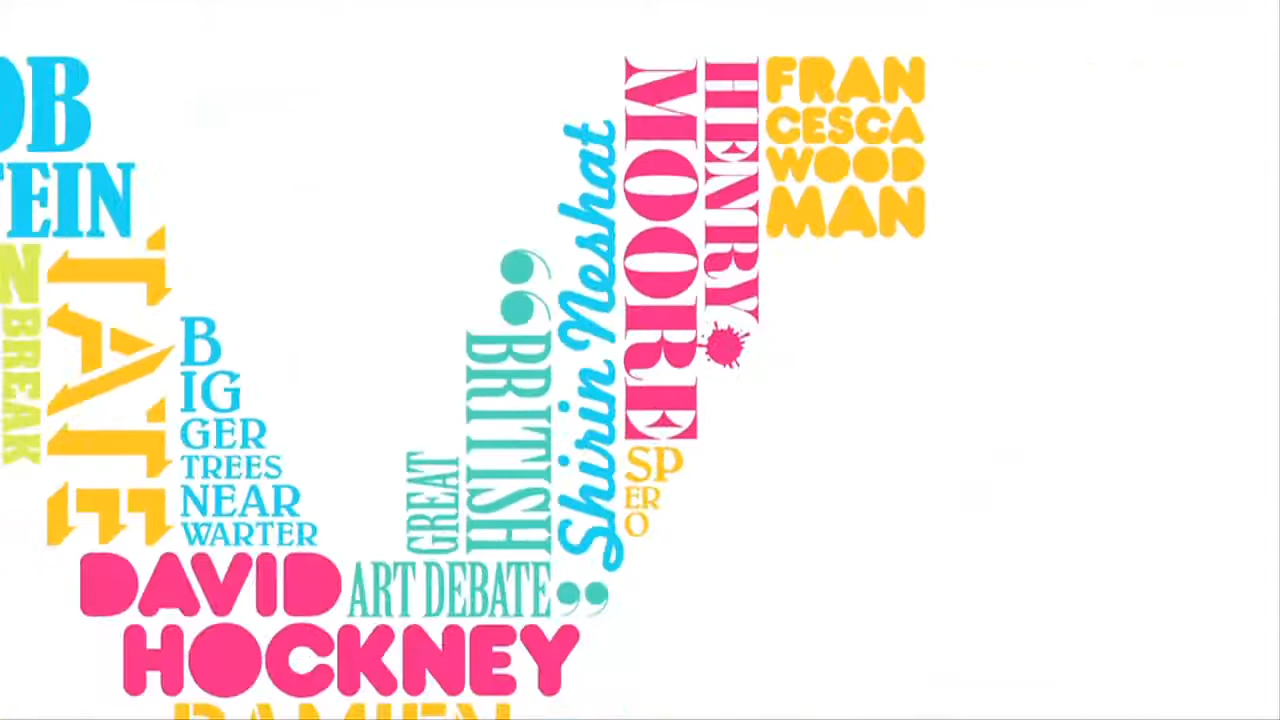 OB
TEIN
BREAK
TATE
B
IG
GER
TREES
NEAR
WARTER
DAVID
HOCKNEY
“GREAT
BRITISH
ART DEBATE”
Shirin Neshat
HENRY
MOORE
SP
ER
O
FRAN
CESCA
WOOD
MAN
DAMIEN